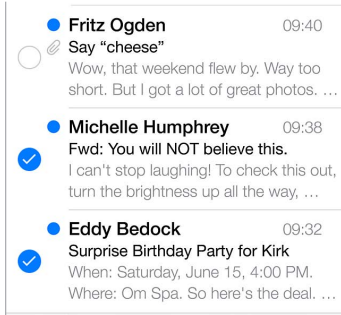 Fritz Ogden 09:40
Say “cheese”
Wow, that weekend flew by. Way too
short. But I got a lot of great photos. …
Michelle Humphrey 09:38
Fwd: You will NOT believe this.
I can't stop laughing! To check this out,
turn the brightness up all the way, …
Eddy Bedock 09:32
Surprise Birthday Party for Kirk
When: Saturday, June 15, 4:00 PM.
Where: Om Spa. So here's the deal. …